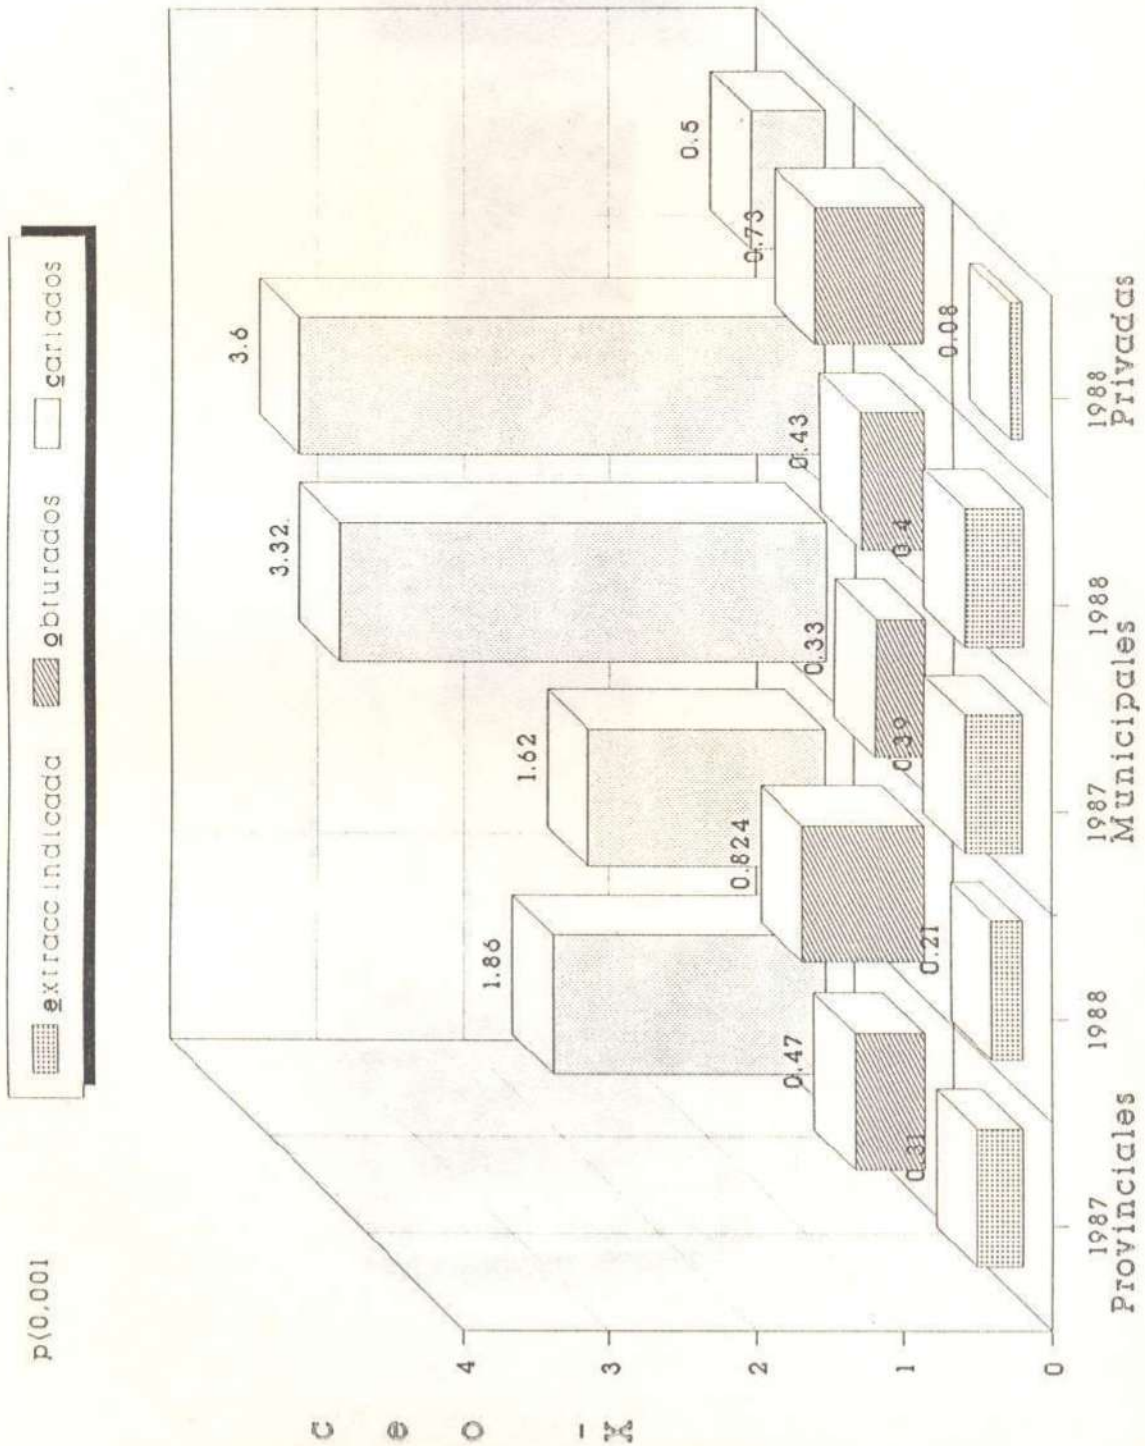 p(0,001
extracc indicada obturados cariados
c e o - x
4
3
2
1
0
1.86 1.62 3.32 3.6 0.5
0.47 0.824 0.33 0.43 0.73
0.31 0.21 0.39 0.4 0.08
1987 1988 1987 1988 1988
Provinciales Municipales Privadas